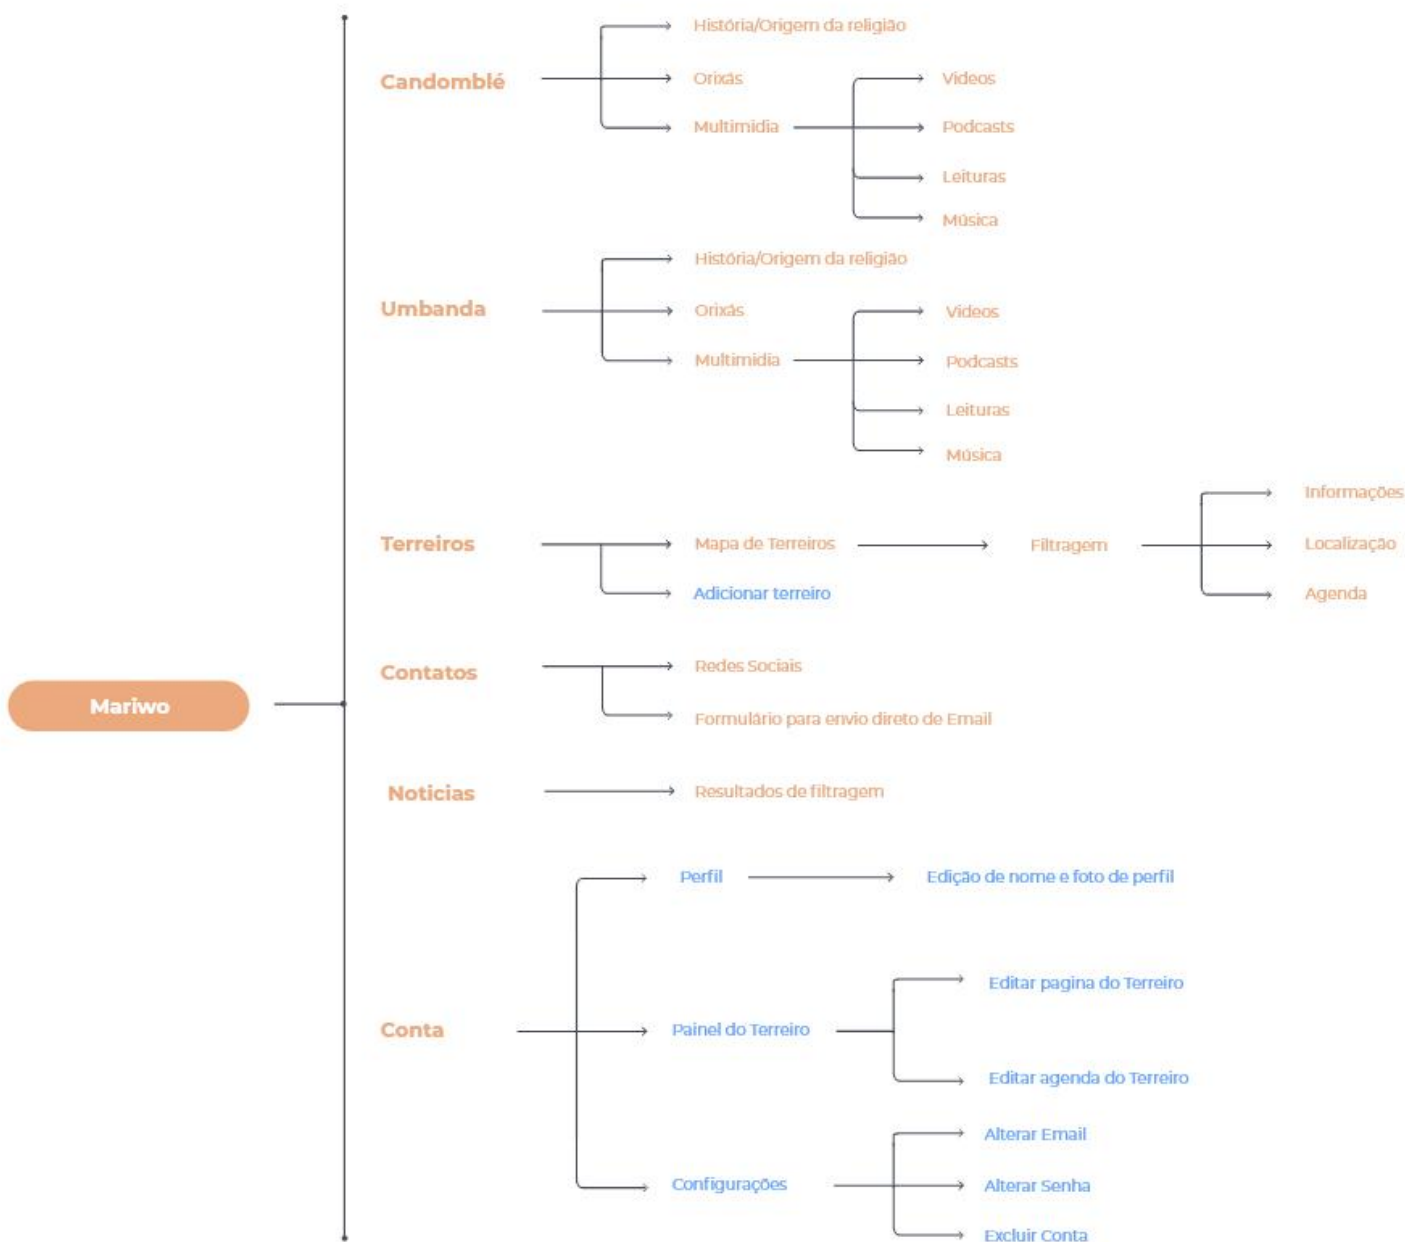 História/Origem da religião
Candomblé
Orixás
Vídeos
Multimidia
Podcasts
Leituras
Música
História/Origem da religião
Umbanda
Orixás
Vídeos
Multimidia
Podcasts
Leituras
Música
Informações
Terreiros
Mapa de Terreiros
Filtragem
Localização
Adicionar terreiro
Agenda
Contatos
Redes Sociais
Mariwo
Formulário para envio direto de Email
Noticias
Resultados de filtragem
Perfil
Edição de nome e foto de perfil
Editar pagina do Terreiro
Conta
Painel do Terreiro
Editar agenda do Terreiro
Alterar Email
Configurações
Alterar Senha
Excluir Conta